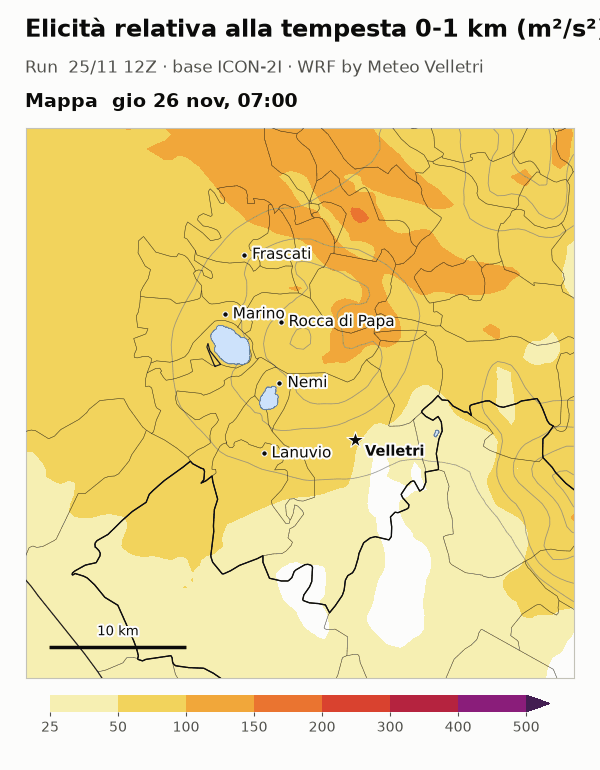 Elicità relativa alla tempesta 0-1 km (m²/s²)
Run 25/11 12Z · base ICON-2I · WRF by Meteo Velletri
Mappa gio 26 nov, 07:00
Frascati
Marino
Rocca di Papa
Nemi
Velletri
Lanuvio
10 km
25 50 100 150 200 300 400 500